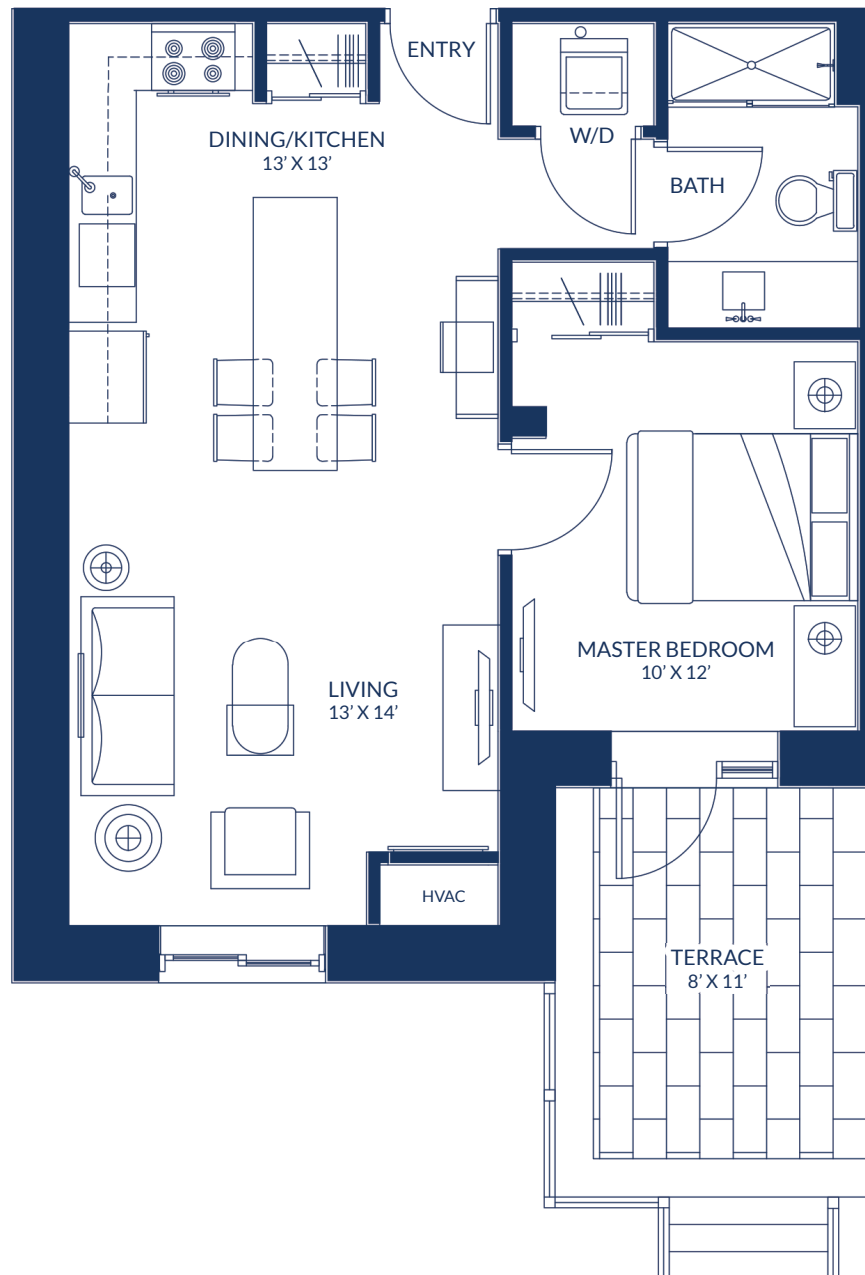 ENTRY
DINING/KITCHEN
13’ X 13’
W/D
BATH
MASTER BEDROOM
10’ X 12’
LIVING
13’ X 14’
HVAC
TERRACE
8’ X 11’